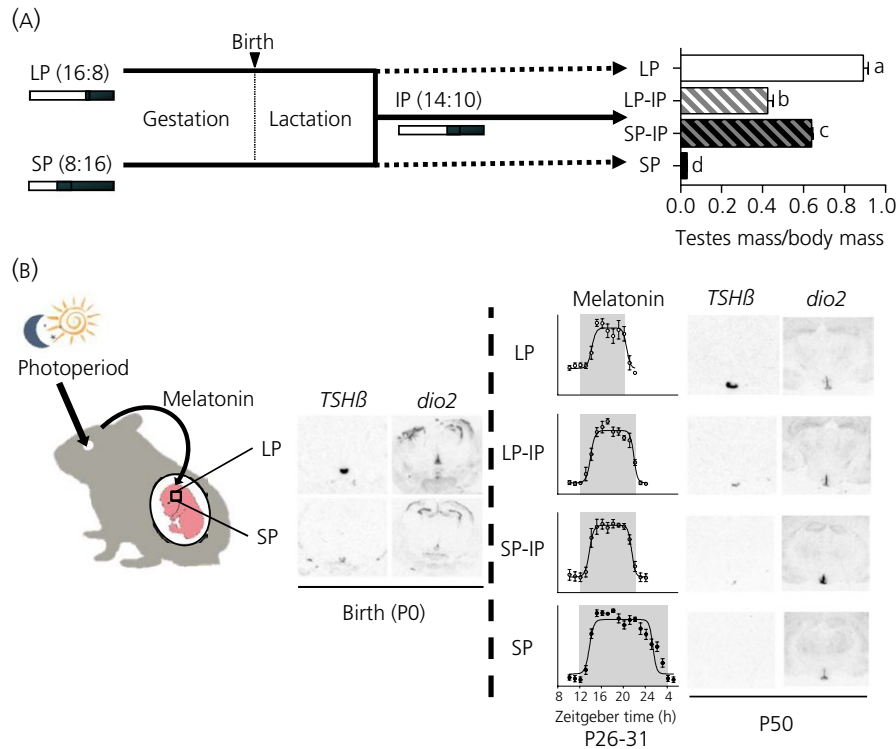 (A)
Birth
LP (16:8)
Gestation
Lactation
IP (14:10)
SP (8:16)
LP
a
LP-IP
b
SP-IP
c
SP
d
0.0 0.2 0.4 0.6 0.8 1.0
Testes mass/body mass
(B)
Photoperiod
Melatonin
LP
SP
TSHß
dio2
Birth (P0)
Melatonin
TSHß
dio2
LP
LP-IP
SP-IP
SP
8 12 16 20 24 4
Zeitgeber time (h)
P26-31
P50